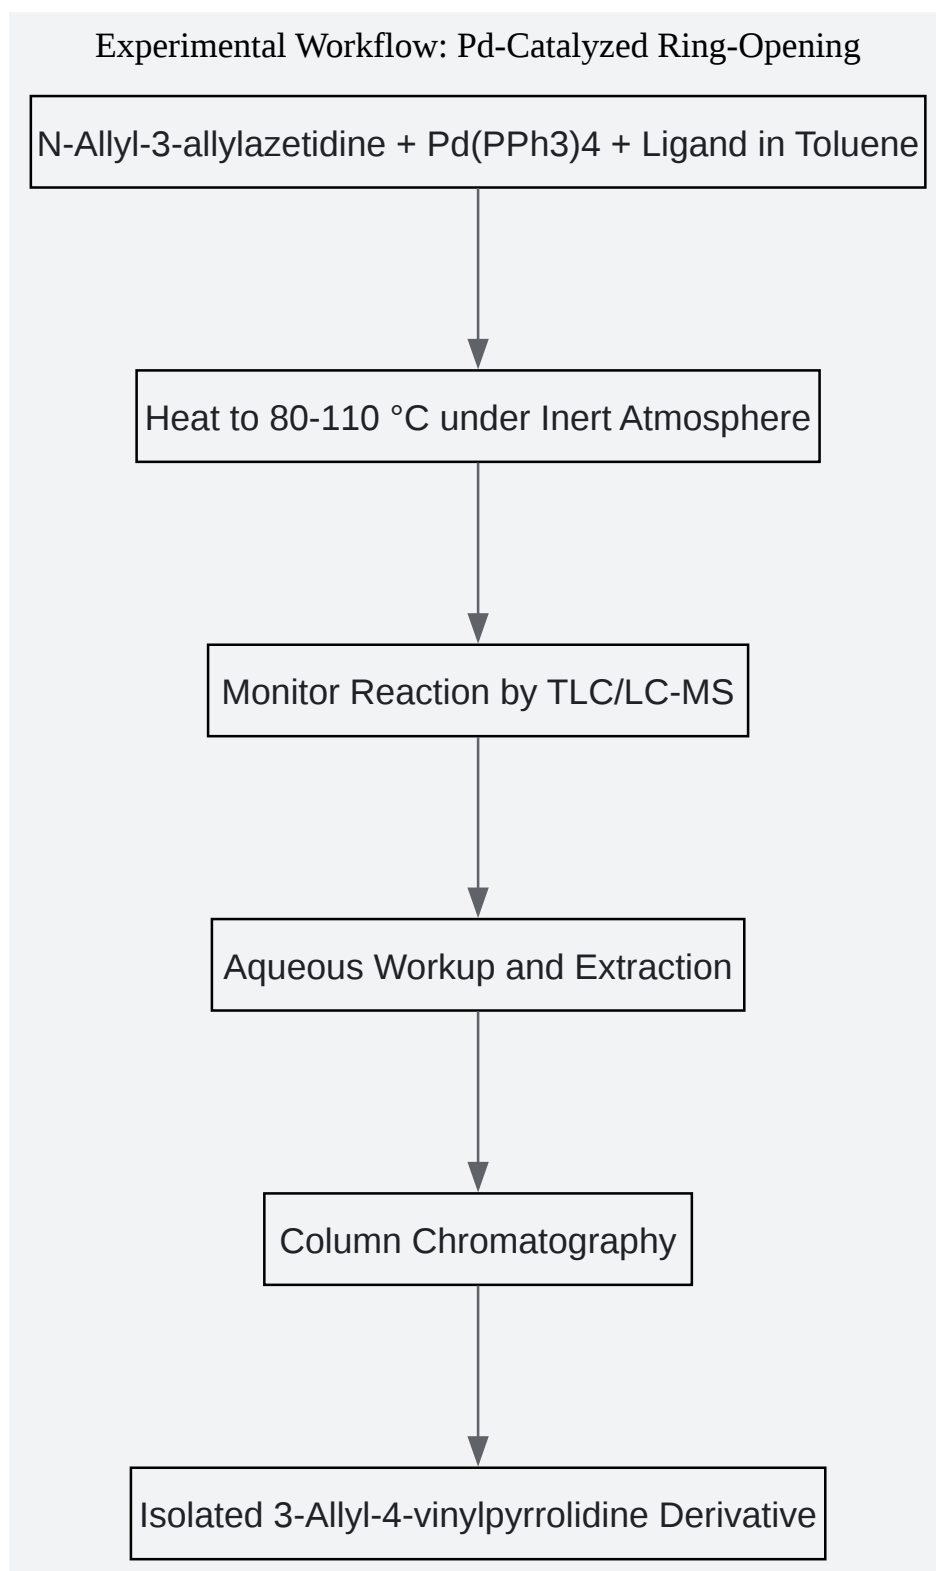 Experimental Workflow: Pd-Catalyzed Ring-Opening
N-Allyl-3-allylazetidine + Pd(PPh3)4 + Ligand in Toluene
Heat to 80-110 °C under Inert Atmosphere
Monitor Reaction by TLC/LC-MS
Aqueous Workup and Extraction
Column Chromatography
Isolated 3-Allyl-4-vinylpyrrolidine Derivative